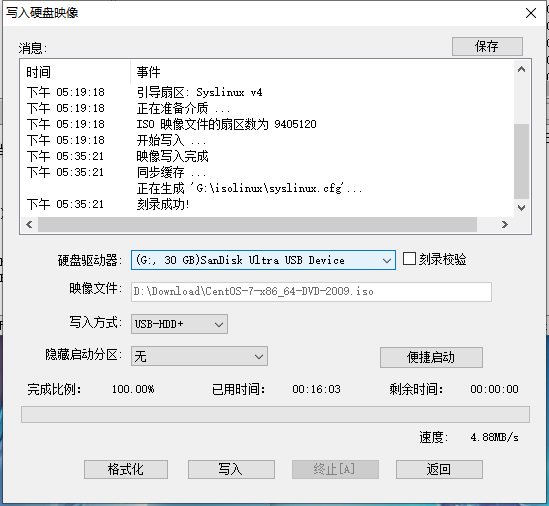 写入硬盘映像
消息:
保存
时间 事件
下午 05:19:18 引导扇区: Syslinux v4
下午 05:19:18 正在准备介质 ...
下午 05:19:18 ISO 映像文件的扇区数为 9405120
下午 05:19:18 开始写入 ...
下午 05:35:21 映像写入完成
下午 05:35:21 同步缓存 ...
正在生成 'G:\isolinux\syslinux.cfg'...
下午 05:35:21 刻录成功!
硬盘驱动器: (G:, 30 GB)SanDisk Ultra USB Device 刻录校验
映像文件: D:\Download\CentOS-7-x86_64-DVD-2009.iso
写入方式: USB-HDD+
隐藏启动分区: 无 便捷启动
完成比例: 100.00% 已用时间: 00:16:03 剩余时间: 00:00:00
速度: 4.88MB/s
格式化 写入 终止[A] 返回